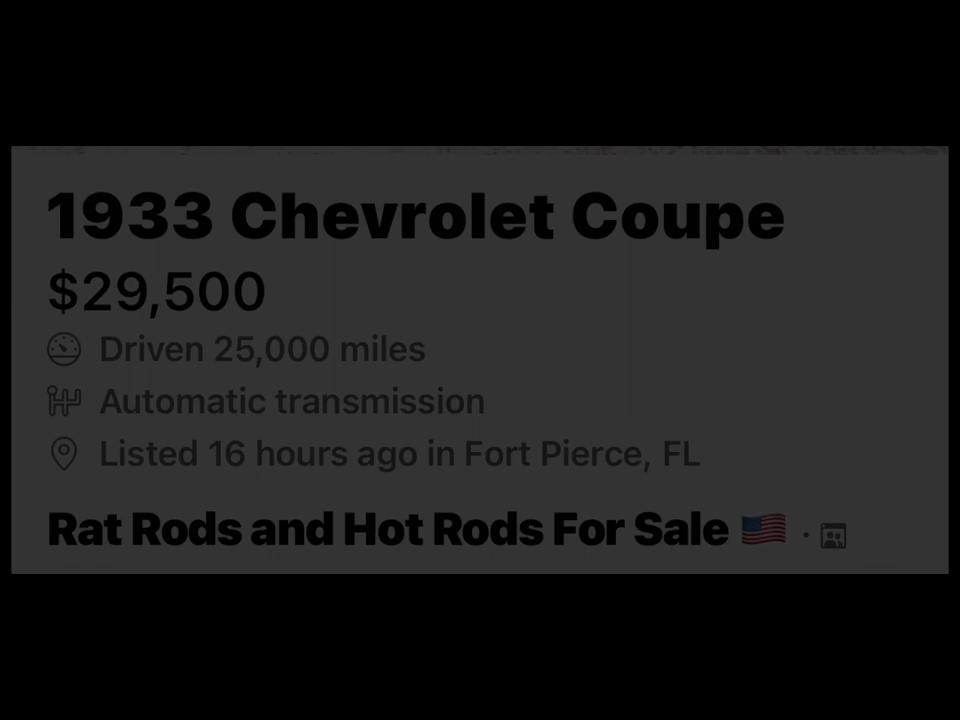 1933 Chevrolet Coupe
$29,500
Driven 25,000 miles
Automatic transmission
Listed 16 hours ago in Fort Pierce, FL
Rat Rods and Hot Rods For Sale 🇺🇸 ·